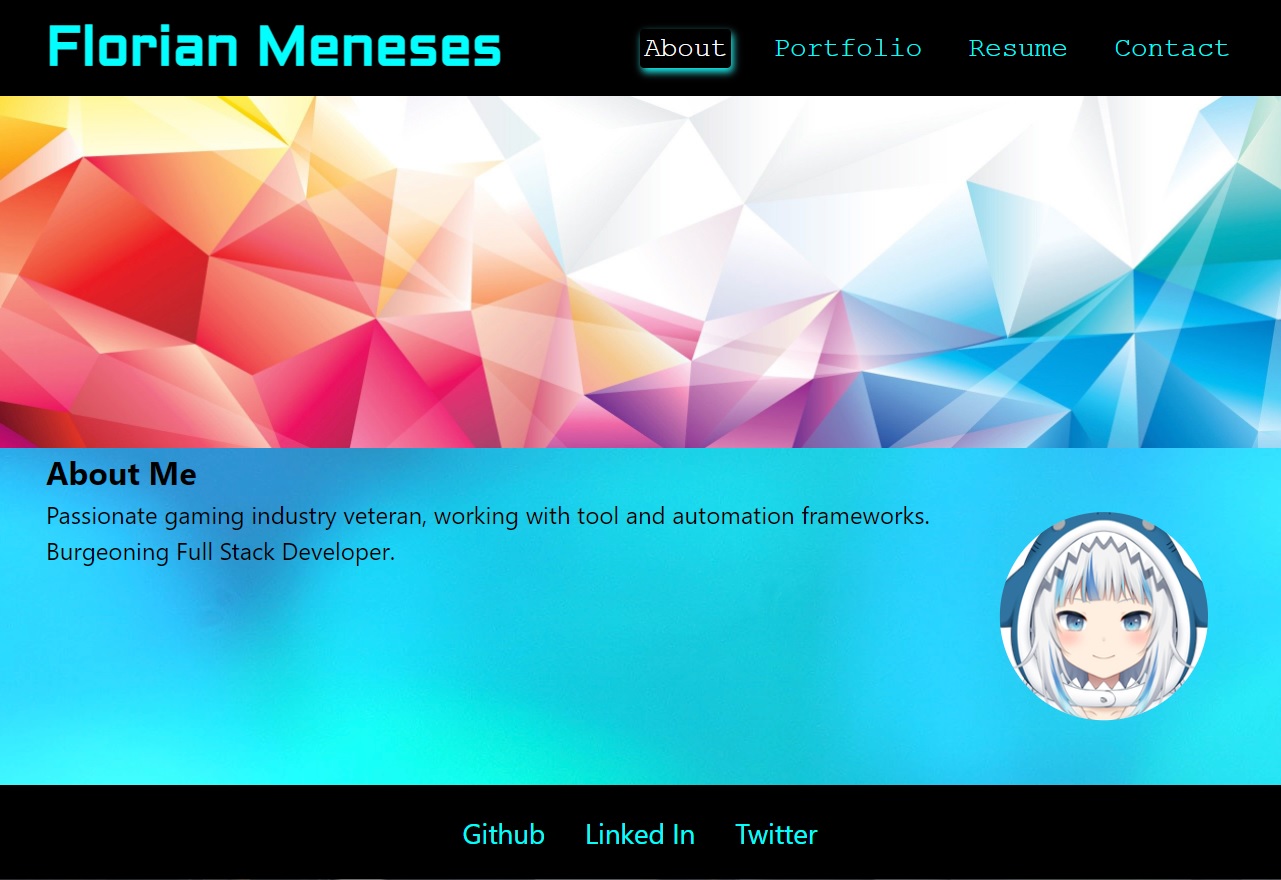 Florian Meneses
About Portfolio Resume Contact
About Me
Passionate gaming industry veteran, working with tool and automation frameworks.
Burgeoning Full Stack Developer.
Github Linked In Twitter